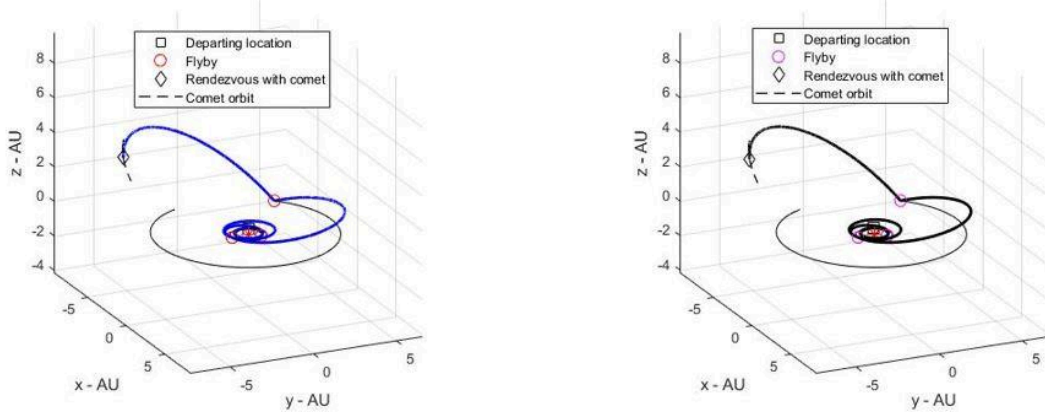 Departing location
Flyby
Rendezvous with comet
Comet orbit
8
6
4
2
0
-2
-4
z - AU
-5
0
5
x - AU
-5
0
5
y - AU
Departing location
Flyby
Rendezvous with comet
Comet orbit
8
6
4
2
0
-2
-4
z - AU
-5
0
5
x - AU
-5
0
5
y - AU